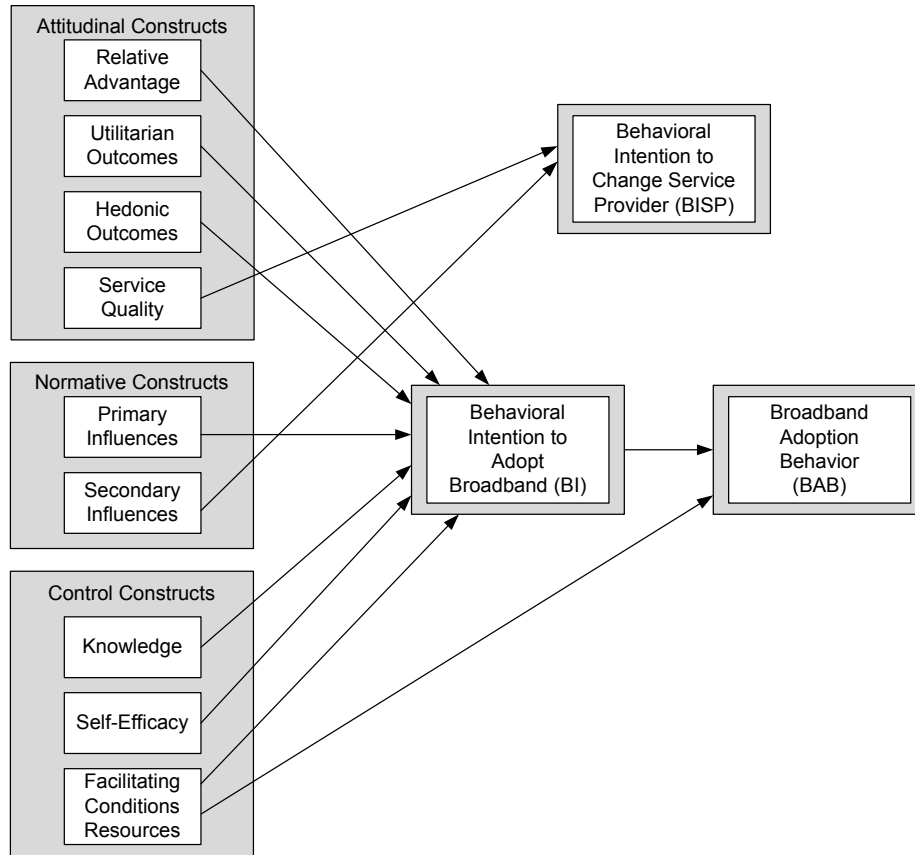 Attitudinal Constructs
Relative
Advantage
Utilitarian
Outcomes
Hedonic
Outcomes
Service
Quality
Behavioral
Intention to
Change Service
Provider (BISP)
Normative Constructs
Primary
Influences
Secondary
Influences
Behavioral
Intention to
Adopt
Broadband (BI)
Broadband
Adoption
Behavior
(BAB)
Control Constructs
Knowledge
Self-Efficacy
Facilitating
Conditions
Resources